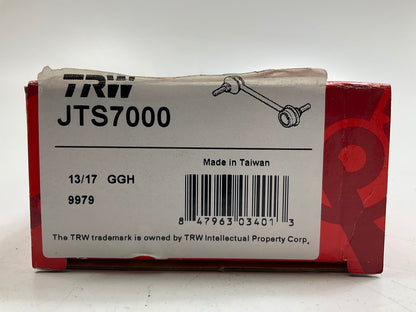 TRW
JTS7000
Made in Taiwan
13/17 GGH
9979
8 47963 03401 3
The TRW trademark is owned by TRW Intellectual Property Corp.